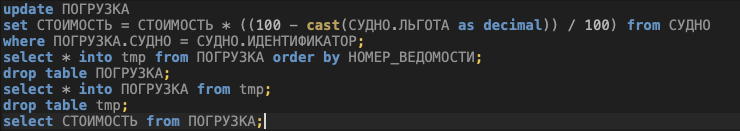 update ПОГРУЗКА
set СТОИМОСТЬ = СТОИМОСТЬ * ((100 - cast(СУДНО.ЛЬГОТА as decimal)) / 100) from СУДНО
where ПОГРУЗКА.СУДНО = СУДНО.ИДЕНТИФИКАТОР;
select * into tmp from ПОГРУЗКА order by НОМЕР_ВЕДОМОСТИ;
drop table ПОГРУЗКА;
select * into ПОГРУЗКА from tmp;
drop table tmp;
select СТОИМОСТЬ from ПОГРУЗКА;